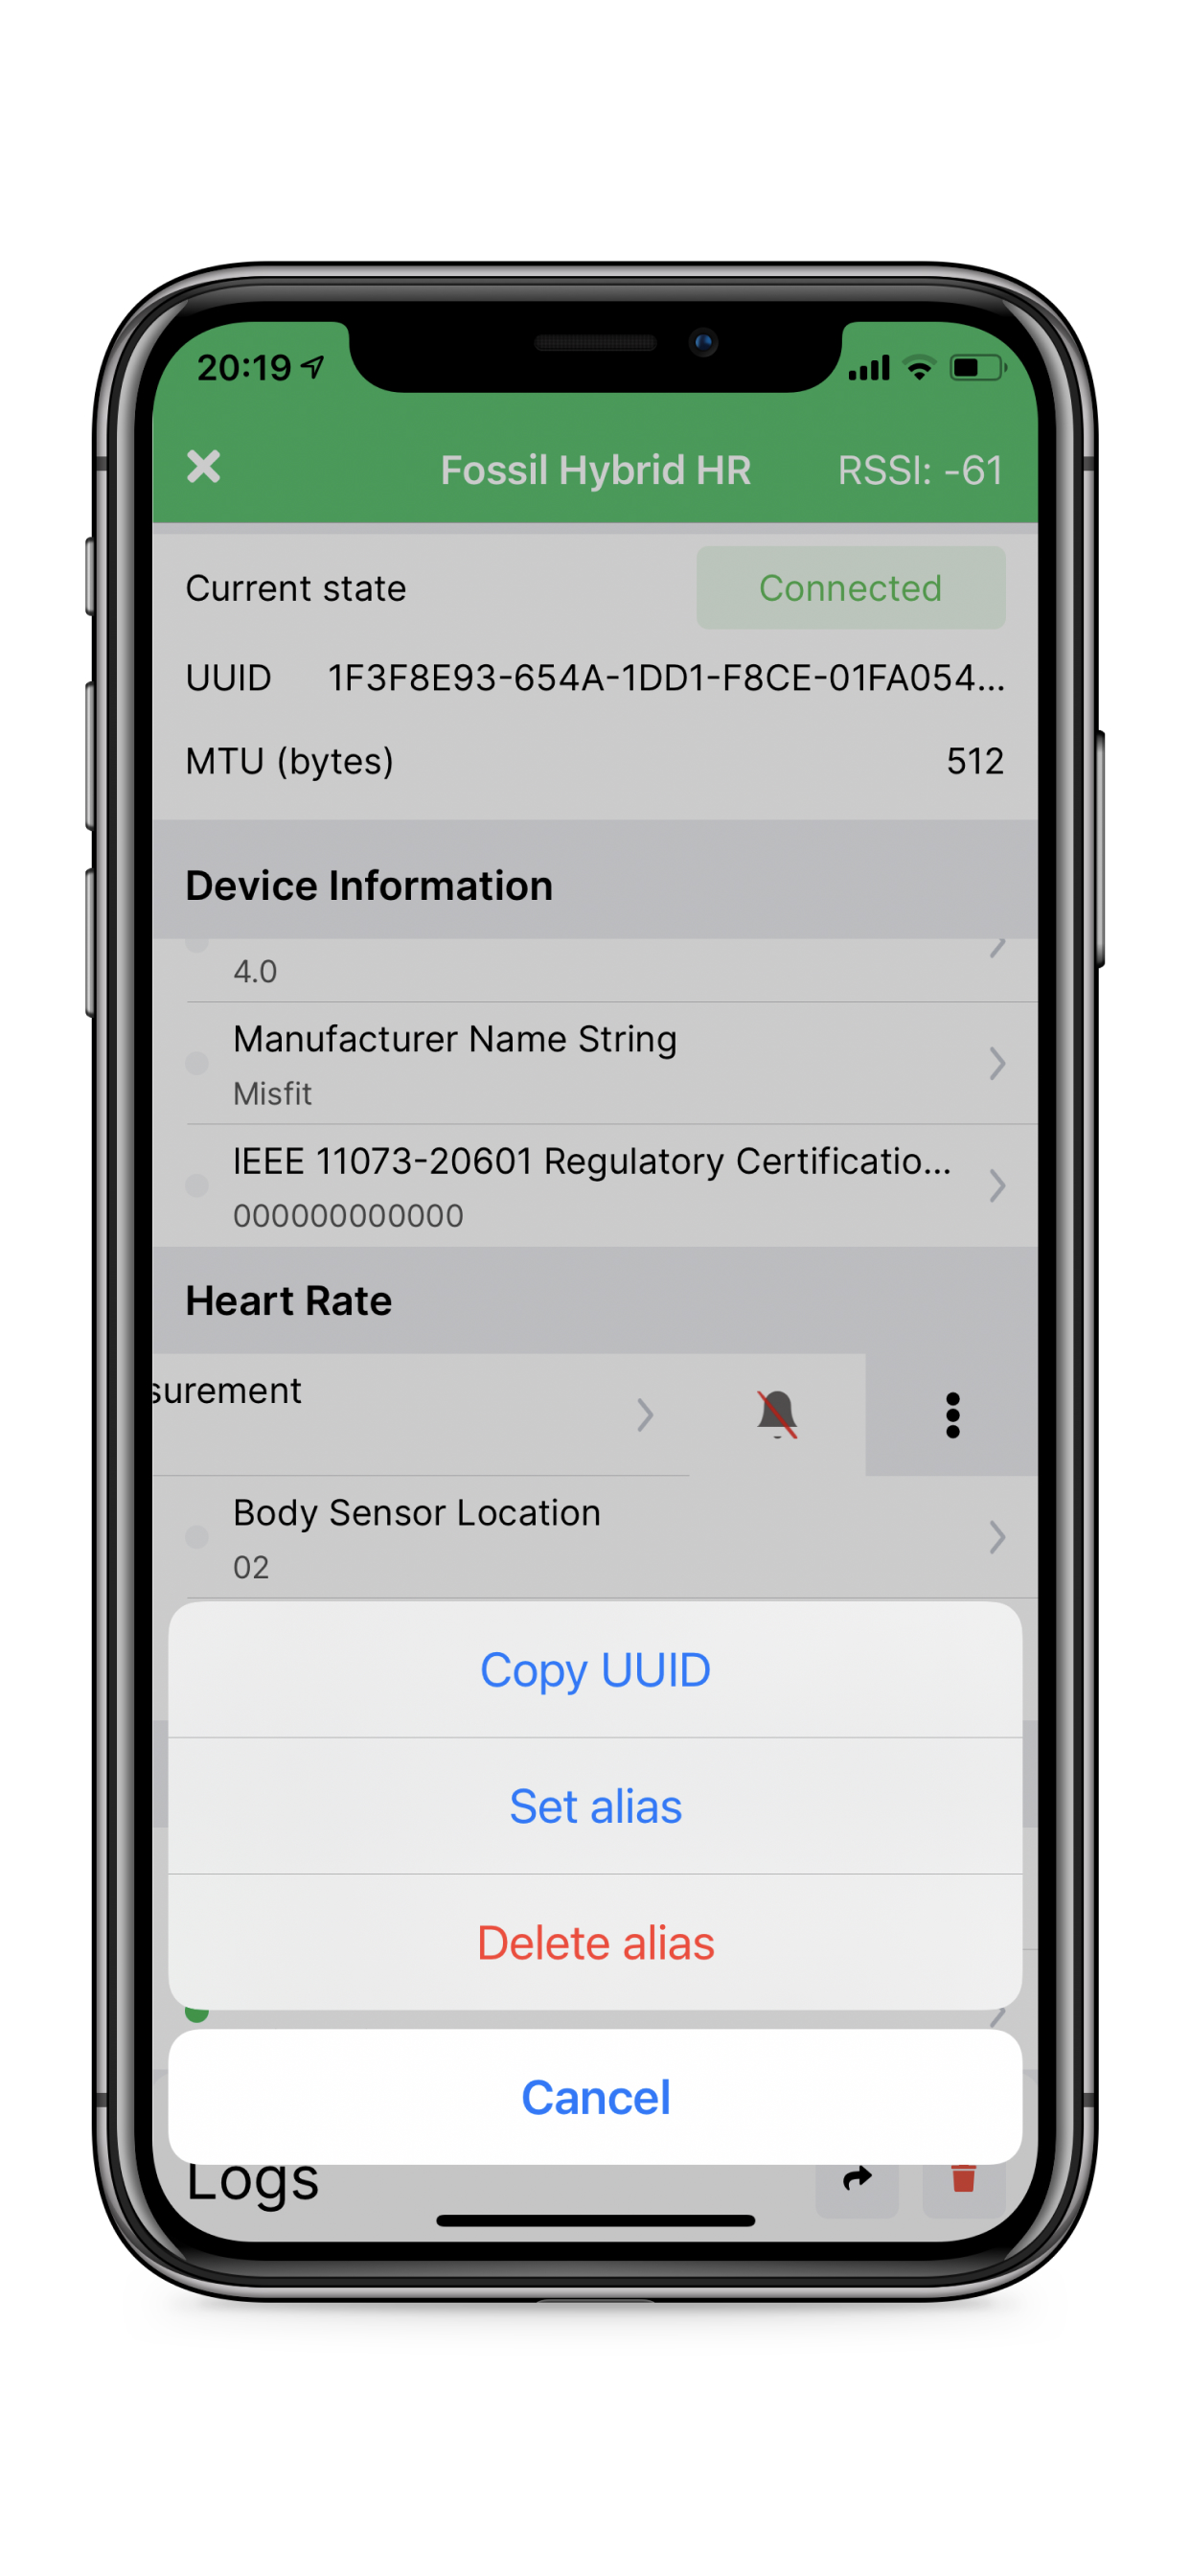 20:19
Fossil Hybrid HR
RSSI: -61
Current state
Connected
UUID 1F3F8E93-654A-1DD1-F8CE-01FA054...
MTU (bytes) 512
Device Information
4.0
Manufacturer Name String
Misfit
IEEE 11073-20601 Regulatory Certificatio...
000000000000
Heart Rate
surement
Body Sensor Location
02
Copy UUID
Set alias
Delete alias
Cancel
Logs